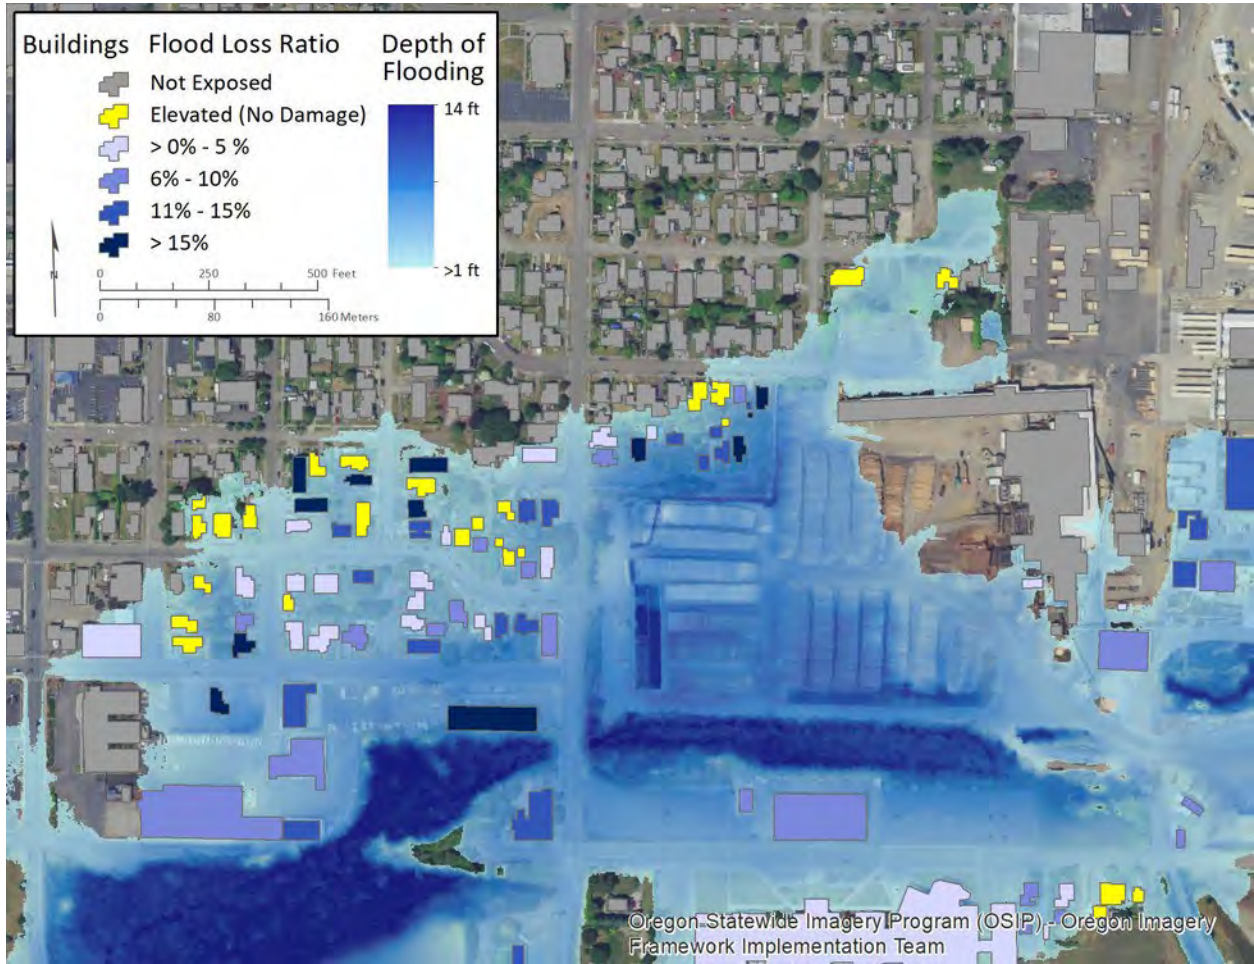 Buildings Flood Loss Ratio
Depth of
Flooding
Not Exposed
Elevated (No Damage)
> 0% - 5 %
6% - 10%
11% - 15%
> 15%
14 ft
>1 ft
N
0 250 500 Feet
0 80 160 Meters
Oregon Statewide Imagery Program (OSIP) - Oregon Imagery
Framework Implementation Team